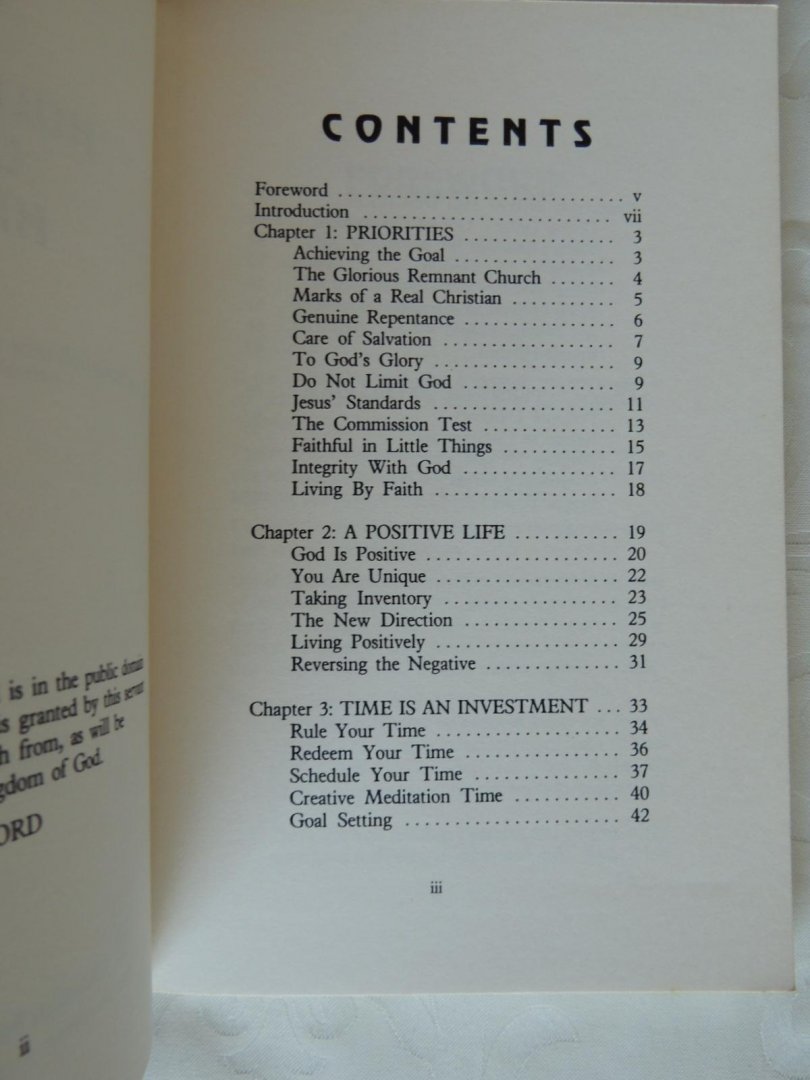 is in the public
s granted by this
h from, as will be
gdom of God.
ORD
ii
CONTENTS
Foreword .............................. v
Introduction .......................... vii
Chapter 1: PRIORITIES ................ 3
Achieving the Goal ................. 3
The Glorious Remnant Church ....... 4
Marks of a Real Christian ........... 5
Genuine Repentance ................ 6
Care of Salvation ................... 7
To God's Glory ................... 9
Do Not Limit God ................ 9
Jesus' Standards ................... 11
The Commission Test .............. 13
Faithful in Little Things ............ 15
Integrity With God ................ 17
Living By Faith ................... 18
Chapter 2: A POSITIVE LIFE ........... 19
God Is Positive .................... 20
You Are Unique ................... 22
Taking Inventory .................. 23
The New Direction ................ 25
Living Positively ................... 29
Reversing the Negative .............. 31
Chapter 3: TIME IS AN INVESTMENT ... 33
Rule Your Time ................... 34
Redeem Your Time ................ 36
Schedule Your Time ............... 37
Creative Meditation Time ........... 40
Goal Setting ...................... 42
iii